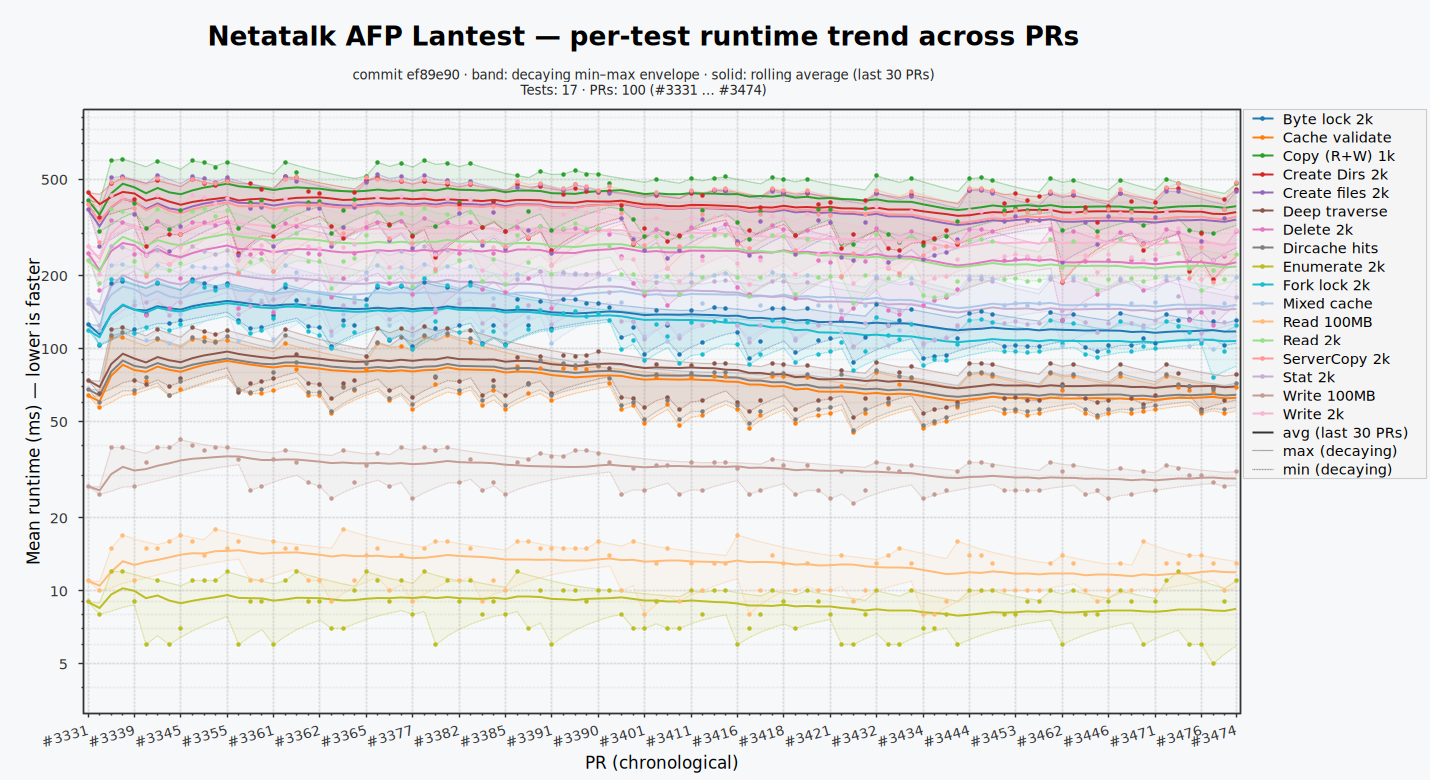 Netatalk AFP Lantest — per-test runtime trend across PRs
commit ef89e90 · band: decaying min–max envelope · solid: rolling average (last 30 PRs)
Tests: 17 · PRs: 100 (#3331 … #3474)
Mean runtime (ms) — lower is faster
500
200
100
50
20
10
5
#3331
#3339
#3345
#3355
#3361
#3362
#3365
#3377
#3382
#3385
#3391
#3390
#3401
#3411
#3416
#3418
#3421
#3432
#3434
#3444
#3453
#3462
#3446
#3471
#3476
#3474
PR (chronological)
Byte lock 2k
Cache validate
Copy (R+W) 1k
Create Dirs 2k
Create files 2k
Deep traverse
Delete 2k
Dircache hits
Enumerate 2k
Fork lock 2k
Mixed cache
Read 100MB
Read 2k
ServerCopy 2k
Stat 2k
Write 100MB
Write 2k
avg (last 30 PRs)
max (decaying)
min (decaying)